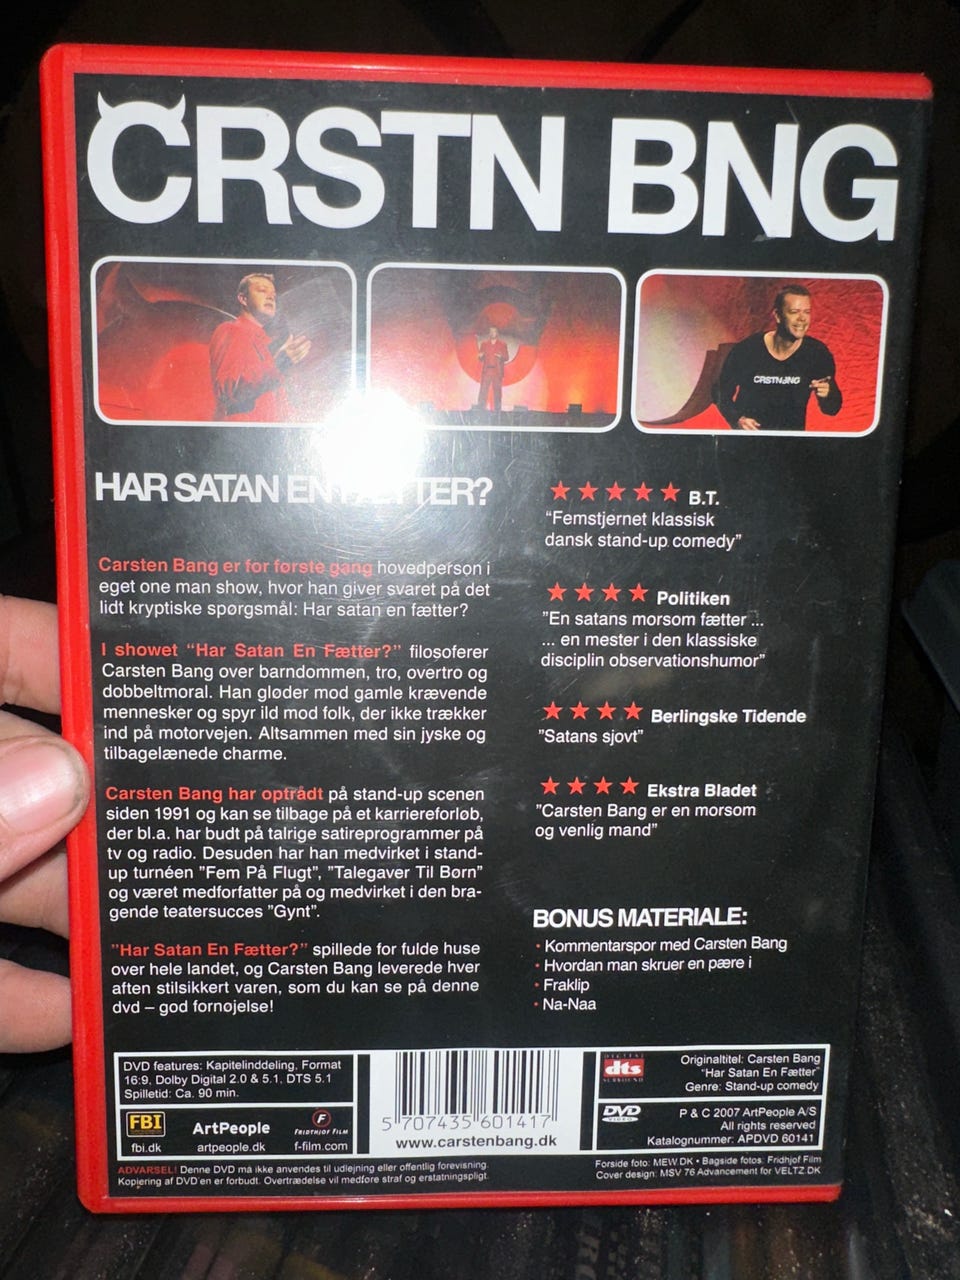 CRSTN BNG
CRSTNBNG
HAR SATAN EN FÆTTER?
Carsten Bang er for første gang hovedperson i
eget one man show, hvor han giver svaret på det
lidt kryptiske spørgsmål: Har satan en fætter?
I showet "Har Satan En Fætter?" filosoferer
Carsten Bang over barndommen, tro, overtro og
dobbeltmoral. Han gløder mod gamle krævende
mennesker og spyr ild mod folk, der ikke trækker
ind på motorvejen. Altsammen med sin jyske og
tilbagelænede charme.
Carsten Bang har optrådt på stand-up scenen
siden 1991 og kan se tilbage på et karriereforløb,
der bl.a. har budt på talrige satireprogrammer på
tv og radio. Desuden har han medvirket i stand-
up turnéen "Fem På Flugt", "Talegaver Til Børn"
og været medforfatter på og medvirket i den bra-
gende teatersucces "Gynt".
"Har Satan En Fætter?" spillede for fulde huse
over hele landet, og Carsten Bang leverede hver
aften stilsikkert varen, som du kan se på denne
dvd – god fornøjelse!
★★★★★ B.T.
"Femstjernet klassisk
dansk stand-up comedy"
★★★★ Politiken
"En satans morsom fætter ...
... en mester i den klassiske
disciplin observationshumor"
★★★★ Berlingske Tidende
"Satans sjovt"
★★★★ Ekstra Bladet
"Carsten Bang er en morsom
og venlig mand"
BONUS MATERIALE:
• Kommentarspor med Carsten Bang
• Hvordan man skruer en pære i
• Fraklip
• Na-Naa
DVD features: Kapitelinddeling, Format
16:9, Dolby Digital 2.0 & 5.1, DTS 5.1
Spilletid: Ca. 90 min.
FBI
fbi.dk
ArtPeople
artpeople.dk
F
FRIDTHJOF FILM
f-film.com
5 707435 601417
www.carstenbang.dk
DIGITAL
dts
SURROUND
Originaltitel: Carsten Bang
"Har Satan En Fætter"
Genre: Stand-up comedy
DVD
VIDEO
P & C 2007 ArtPeople A/S
All rights reserved
Katalognummer: APDVD 60141
ADVARSEL! Denne DVD må ikke anvendes til udlejning eller offentlig forevisning.
Kopiering af DVD'en er forbudt. Overtrædelse vil medføre straf og erstatningspligt.
Forside foto: MEW.DK • Bagside fotos: Fridhjof Film
Cover design: MSV 76 Advancement for VELTZ.DK